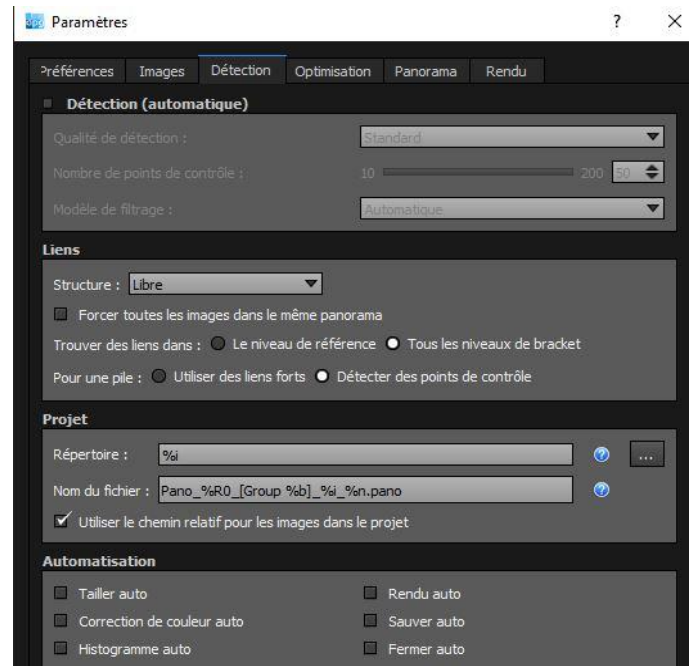 Paramètres ? ×
Préférences Images Détection Optimisation Panorama Rendu
Détection (automatique)
Qualité de détection : Standard
Nombre de points de contrôle : 10 200 50
Modèle de filtrage : Automatique
Liens
Structure : Libre
Forcer toutes les images dans le même panorama
Trouver des liens dans : Le niveau de référence Tous les niveaux de bracket
Pour une pile : Utiliser des liens forts Détecter des points de contrôle
Projet
Répertoire : %i ? ...
Nom du fichier : Pano_%R0_[Group %b]_%i_%n.pano ?
Utiliser le chemin relatif pour les images dans le projet
Automatisation
Tailler auto Rendu auto
Correction de couleur auto Sauver auto
Histogramme auto Fermer auto